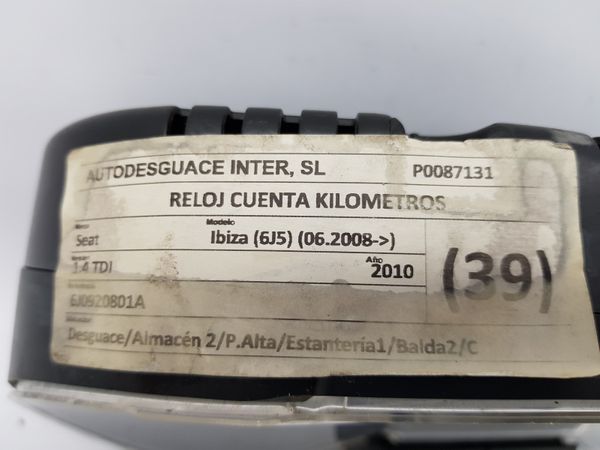 AUTODESGUACE INTER, SL P0087131
RELOJ CUENTA KILOMETROS
Marca Modelo
Seat Ibiza (6J5) (06.2008->)
Versión Año
1.4 TDI 2010
(39)
6J0920801A
Desguace/Almacén 2/P.Alta/Estantería1/Balda2/C